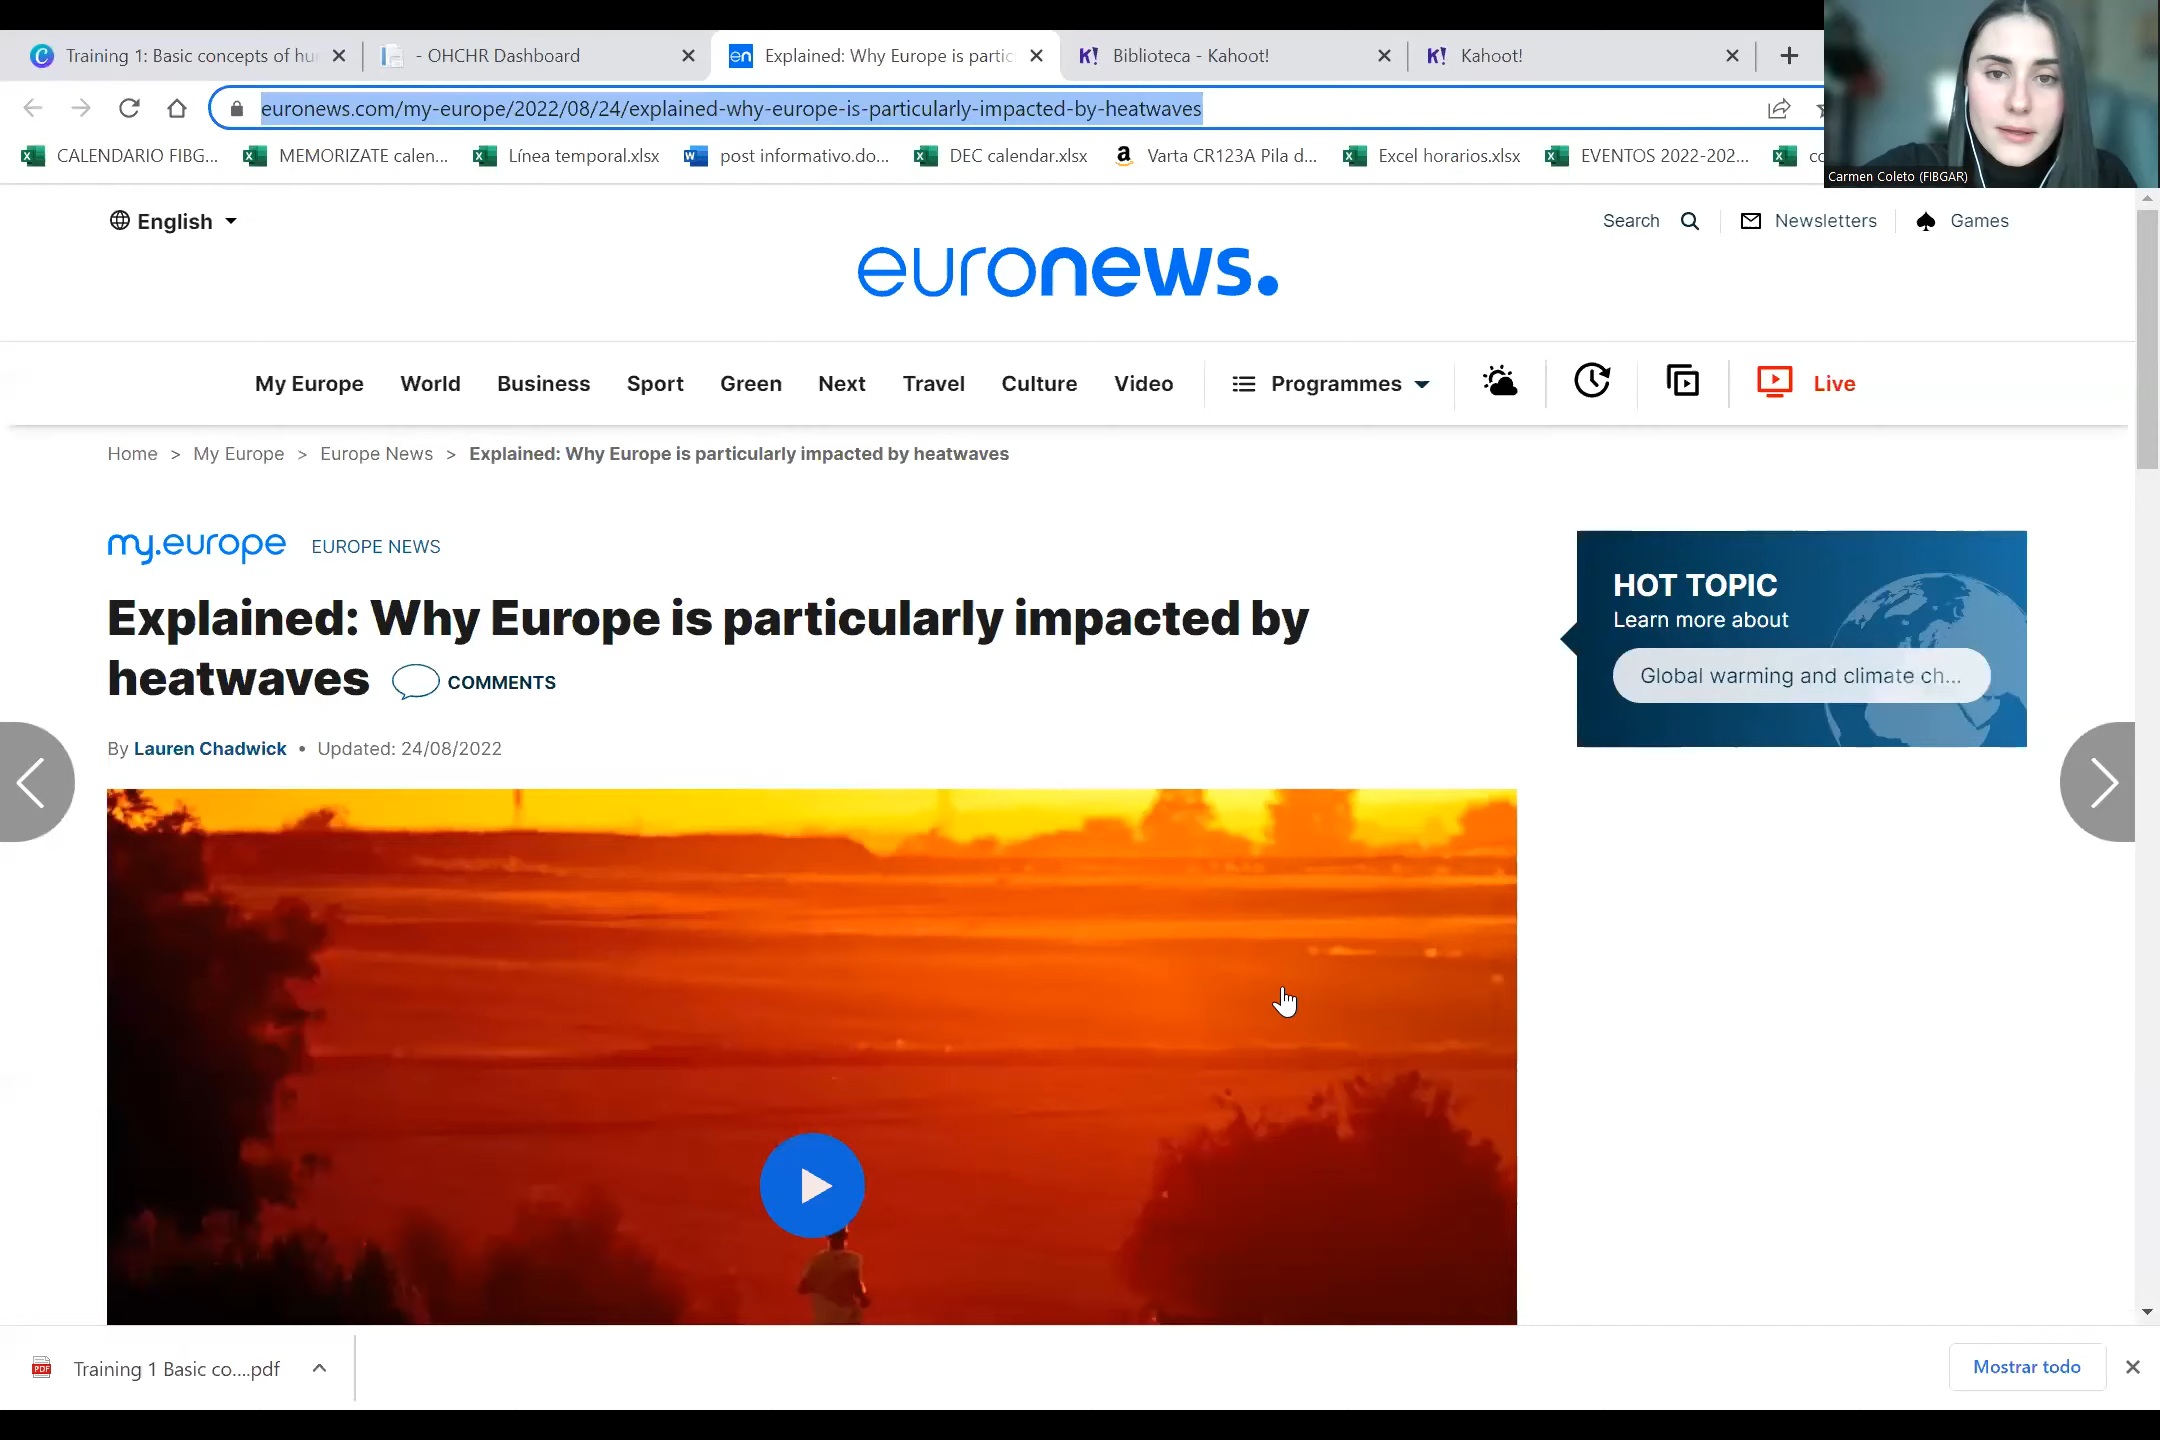 Training 1: Basic concepts of hu
- OHCHR Dashboard
en
Explained: Why Europe is partic
K! Biblioteca - Kahoot!
K! Kahoot!
euronews.com/my-europe/2022/08/24/explained-why-europe-is-particularly-impacted-by-heatwaves
CALENDARIO FIBG...
MEMORIZATE calen...
Línea temporal.xlsx
post informativo.do...
DEC calendar.xlsx
Varta CR123A Pila d...
Excel horarios.xlsx
EVENTOS 2022-202...
Carmen Coleto (FIBGAR)
English
Search
Newsletters
Games
euronews.
My Europe World Business Sport Green Next Travel Culture Video Programmes Live
Home > My Europe > Europe News > Explained: Why Europe is particularly impacted by heatwaves
my.europe EUROPE NEWS
Explained: Why Europe is particularly impacted by
heatwaves COMMENTS
By Lauren Chadwick • Updated: 24/08/2022
HOT TOPIC
Learn more about
Global warming and climate ch...
PDF Training 1 Basic co....pdf
Mostrar todo